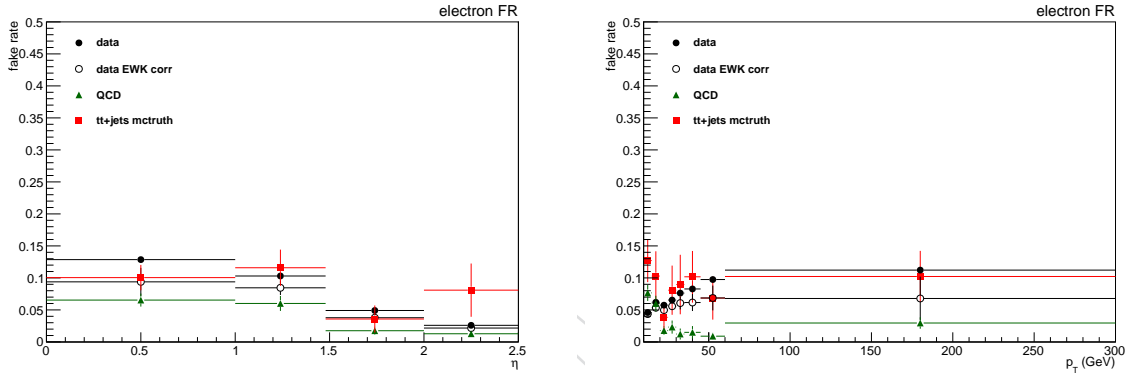 electron FR
fake rate
0.5
0.45
0.4
0.35
0.3
0.25
0.2
0.15
0.1
0.05
0
data
data EWK corr
QCD
tt+jets mctruth
0 0.5 1 1.5 2 2.5
η
electron FR
fake rate
0.5
0.45
0.4
0.35
0.3
0.25
0.2
0.15
0.1
0.05
0
data
data EWK corr
QCD
tt+jets mctruth
50 100 150 200 250 300
p_T (GeV)